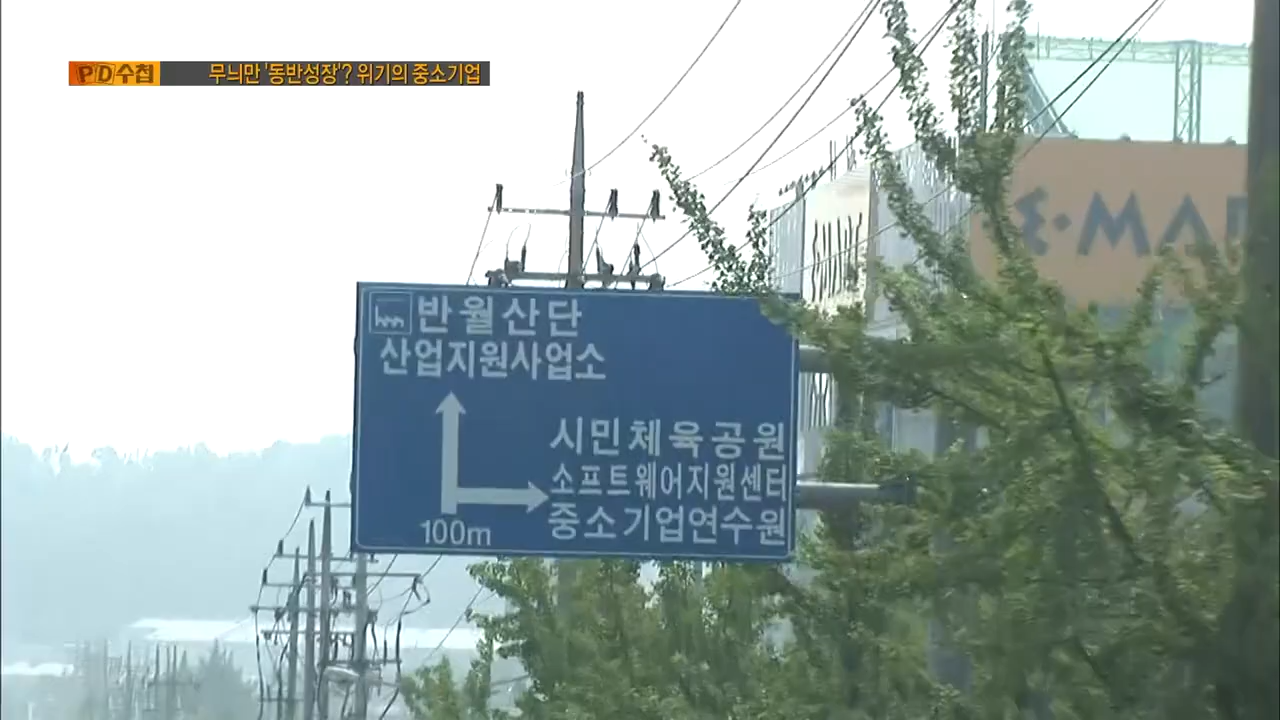 PD수첩 무늬만 '동반성장'? 위기의 중소기업
반월산단
산업지원사업소
시민체육공원
소프트웨어지원센터
중소기업연수원
100m
E·MA